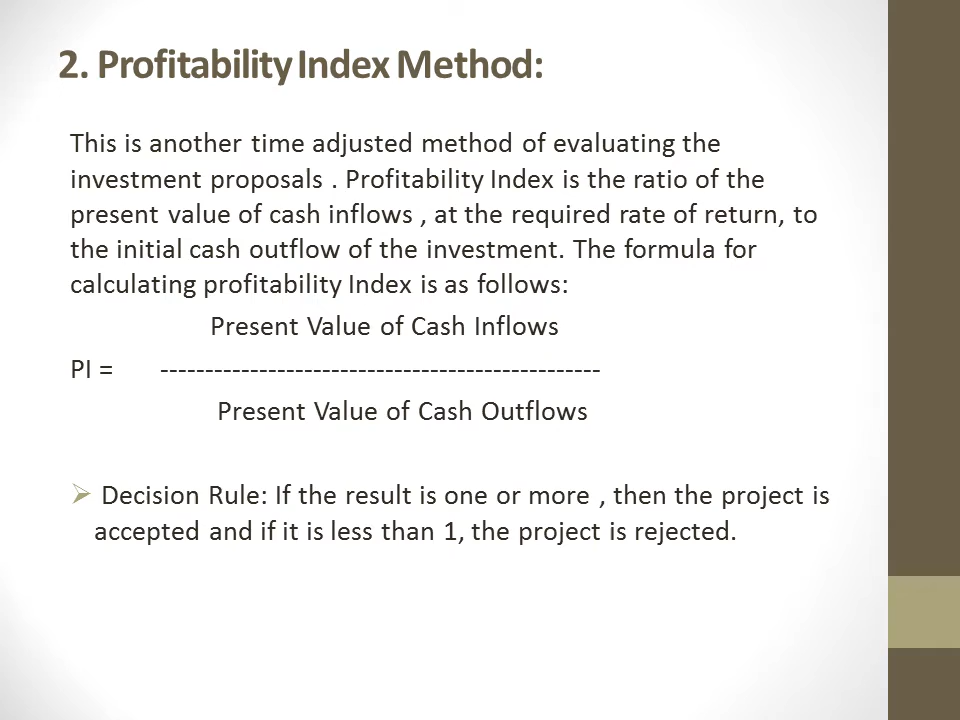 2. Profitability Index Method:
This is another time adjusted method of evaluating the
investment proposals . Profitability Index is the ratio of the
present value of cash inflows , at the required rate of return, to
the initial cash outflow of the investment. The formula for
calculating profitability Index is as follows:
Present Value of Cash Inflows
PI = -------------------------------------------------
Present Value of Cash Outflows
➢ Decision Rule: If the result is one or more , then the project is
accepted and if it is less than 1, the project is rejected.